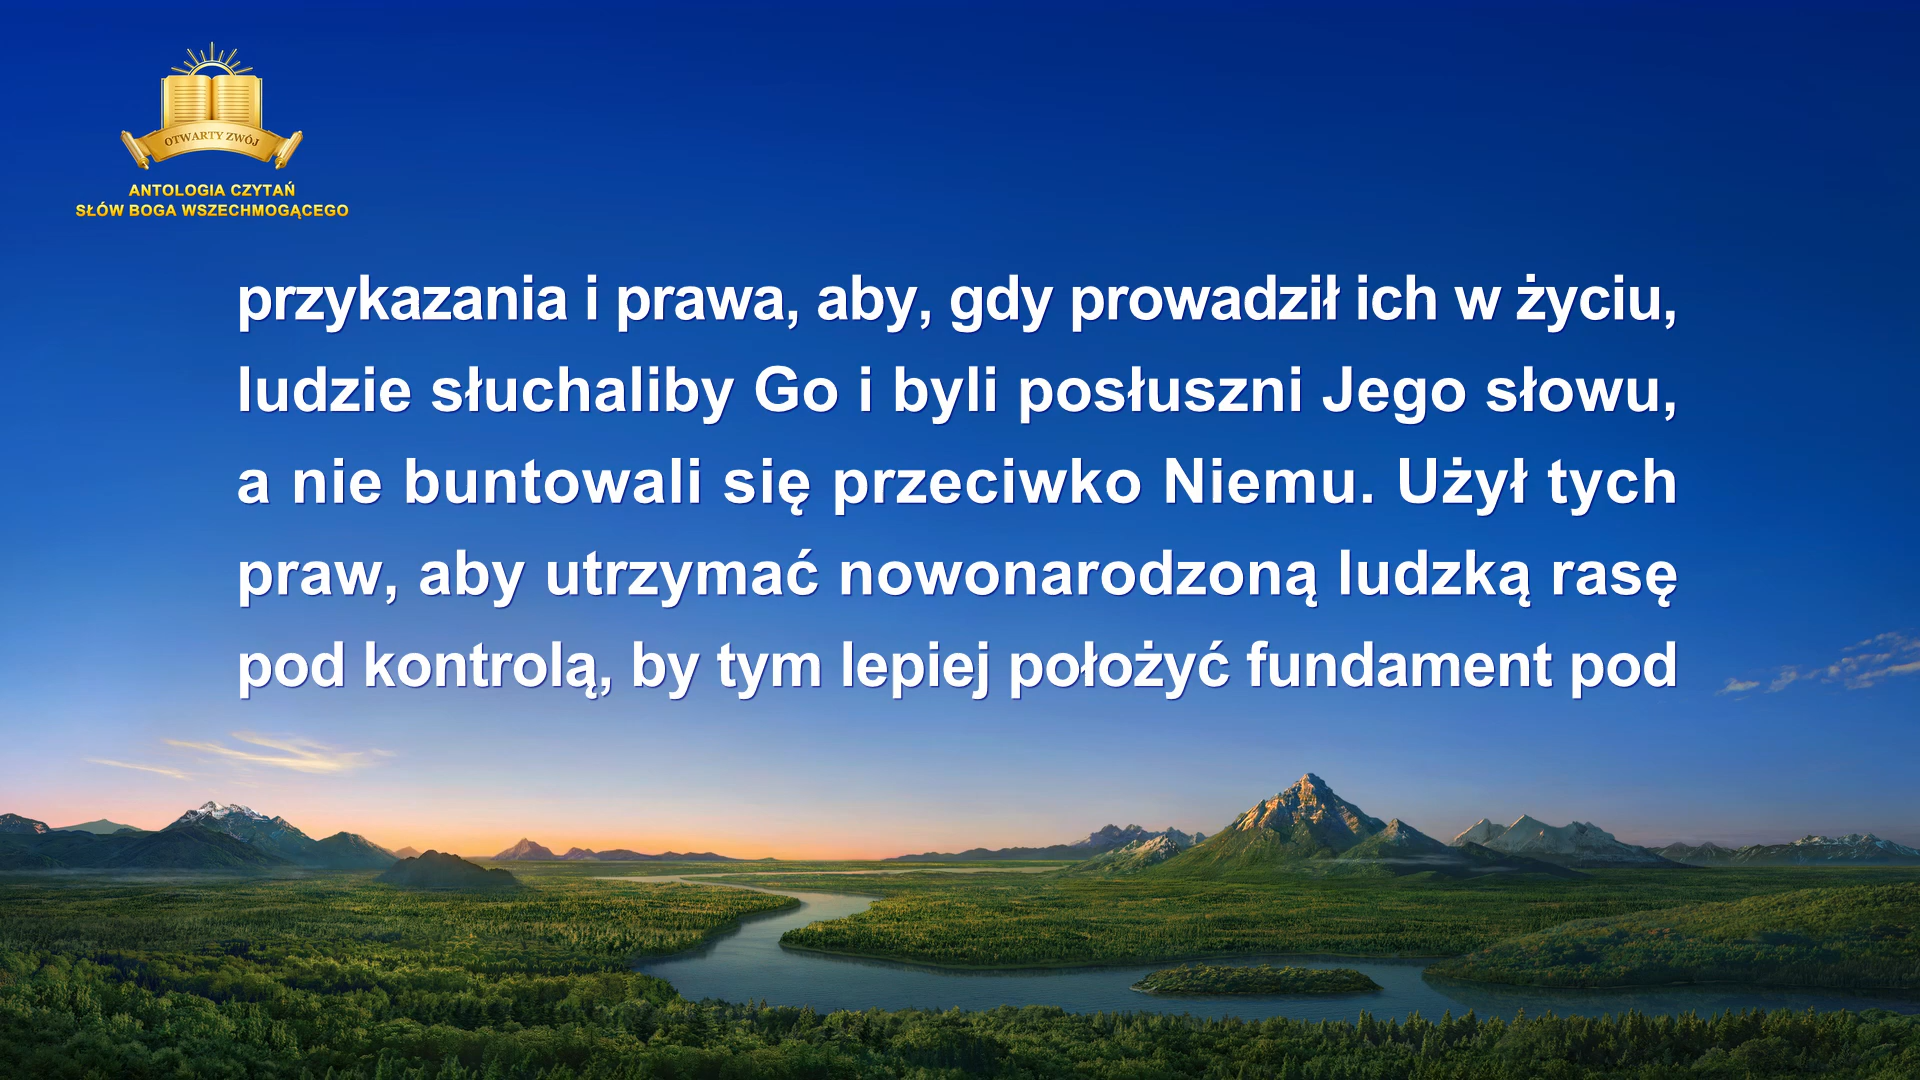 OTWARTY ZWÓJ
ANTOLOGIA CZYTAŃ
SŁÓW BOGA WSZECHMOGĄCEGO
przykazania i prawa, aby, gdy prowadził ich w życiu,
ludzie słuchaliby Go i byli posłuszni Jego słowu,
a nie buntowali się przeciwko Niemu. Użył tych
praw, aby utrzymać nowonarodzoną ludzką rasę
pod kontrolą, by tym lepiej położyć fundament pod